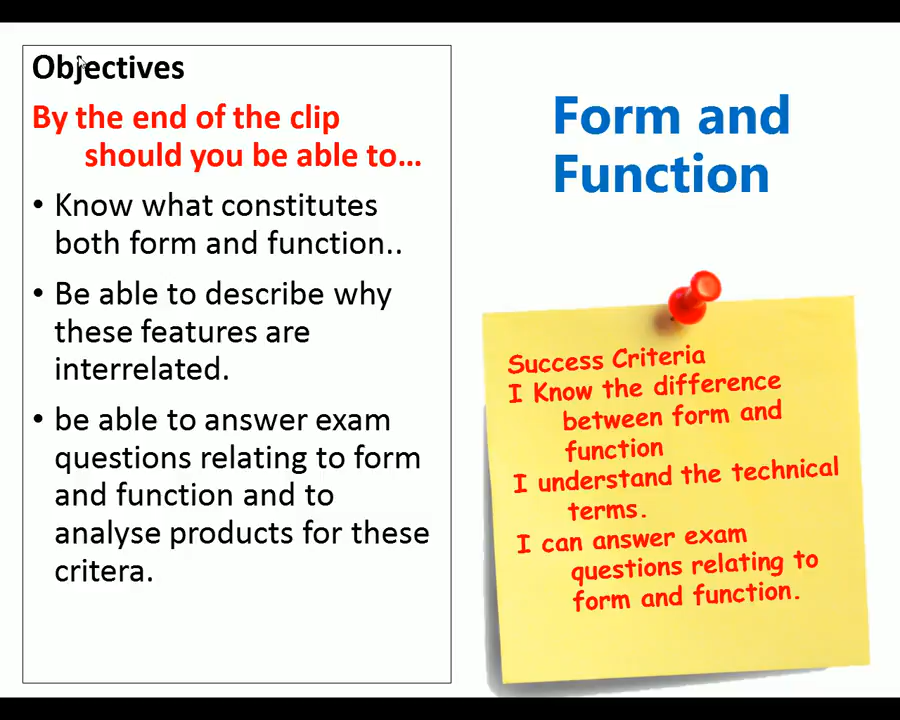 Objectives
By the end of the clip
should you be able to...
• Know what constitutes
both form and function..
• Be able to describe why
these features are
interrelated.
• be able to answer exam
questions relating to form
and function and to
analyse products for these
critera.
Form and
Function
Success Criteria
I Know the difference
between form and
function
I understand the technical
terms.
I can answer exam
questions relating to
form and function.